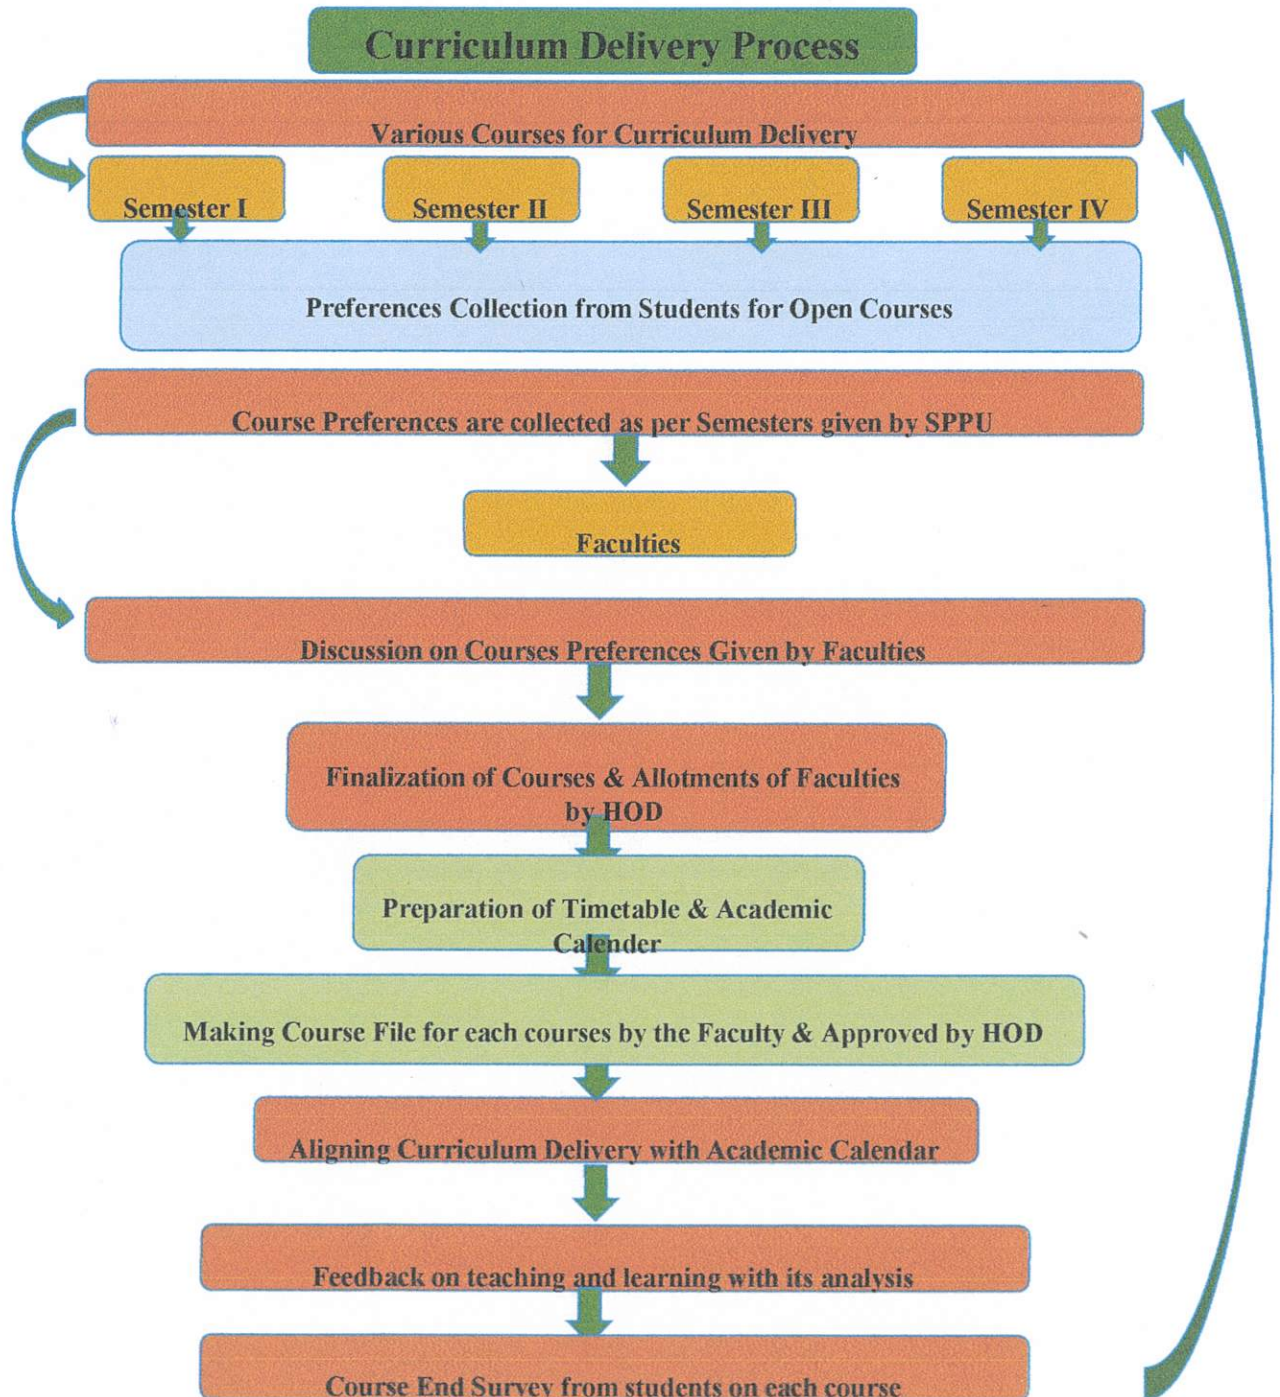 Curriculum Delivery Process
Various Courses for Curriculum Delivery
Semester I
Semester II
Semester III
Semester IV
Preferences Collection from Students for Open Courses
Course Preferences are collected as per Semesters given by SPPU
Faculties
Discussion on Courses Preferences Given by Faculties
Finalization of Courses & Allotments of Faculties
by HOD
Preparation of Timetable & Academic
Calender
Making Course File for each courses by the Faculty & Approved by HOD
Aligning Curriculum Delivery with Academic Calendar
Feedback on teaching and learning with its analysis
Course End Survey from students on each course